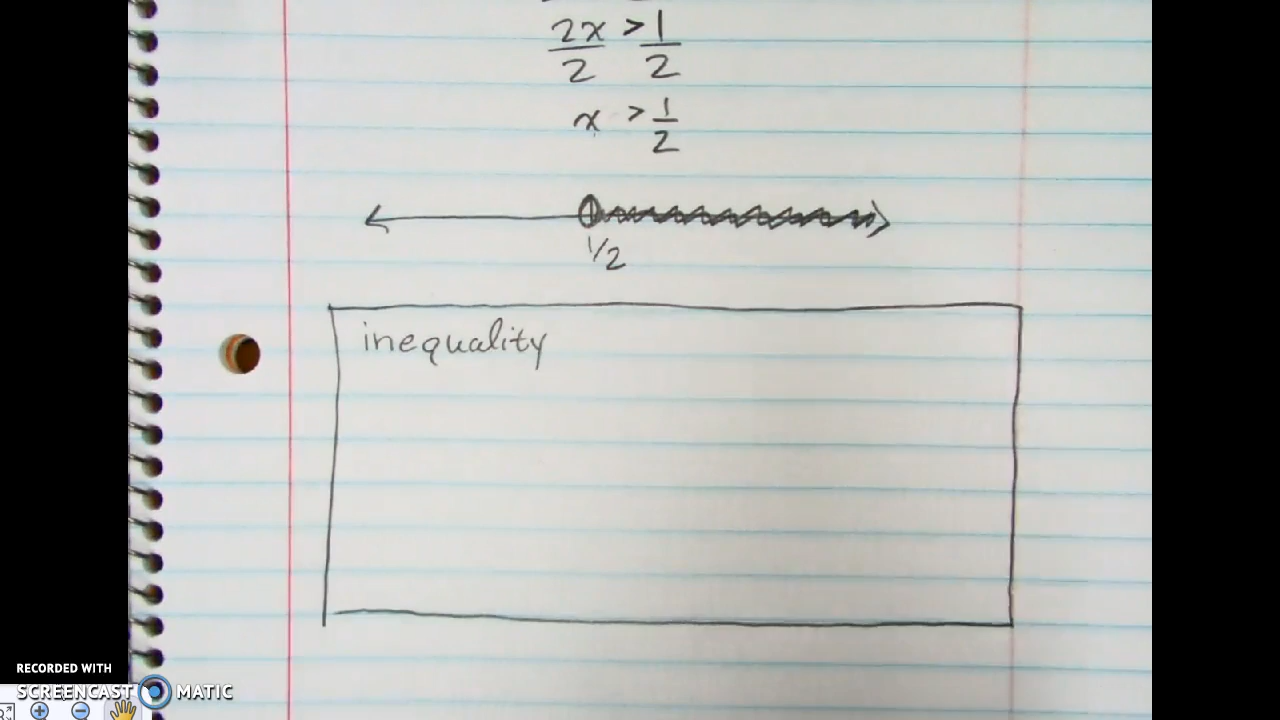 2x > 1
2 2
x > 1
2
1/2
inequality
RECORDED WITH
SCREENCAST MATIC